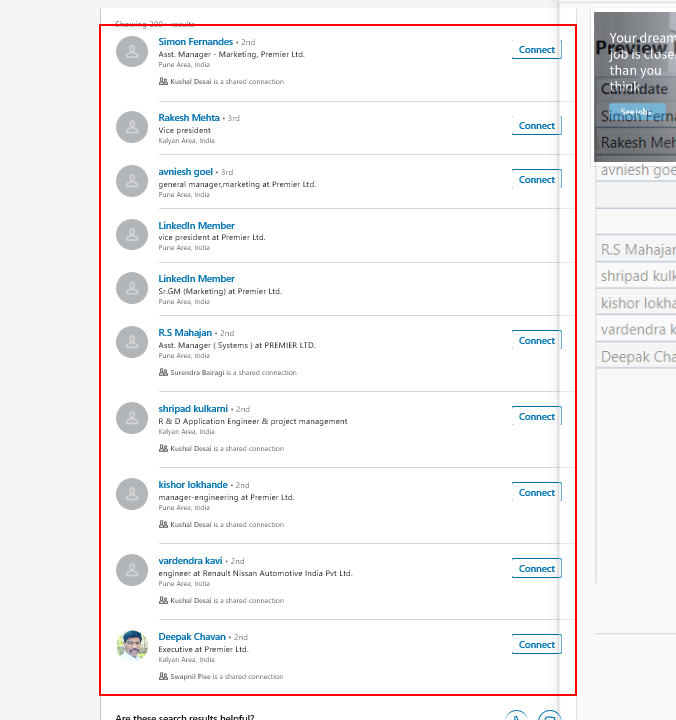 Showing 200+ results
Simon Fernandes • 2nd
Asst. Manager - Marketing, Premier Ltd.
Pune Area, India
Kushal Desai is a shared connection
Connect
Rakesh Mehta • 3rd
Vice president
Kalyan Area, India
Connect
avniesh goel • 3rd
general manager,marketing at Premier Ltd.
Pune Area, India
Connect
LinkedIn Member
vice president at Premier Ltd.
Pune Area, India
LinkedIn Member
Sr.GM (Marketing) at Premier Ltd.
Pune Area, India
R.S Mahajan • 2nd
Asst. Manager ( Systems ) at PREMIER LTD.
Pune Area, India
Surendra Bairagi is a shared connection
Connect
shripad kulkarni • 2nd
R & D Application Engineer & project management
Kalyan Area, India
Kushal Desai is a shared connection
Connect
kishor lokhande • 2nd
manager-engineering at Premier Ltd.
Pune Area, India
Kushal Desai is a shared connection
Connect
vardendra kavi • 2nd
engineer at Renault Nissan Automotive India Pvt Ltd.
Pune Area, India
Kushal Desai is a shared connection
Connect
Deepak Chavan • 2nd
Executive at Premier Ltd.
Kalyan Area, India
Swapnil Pise is a shared connection
Connect
Are these search results helpful?
Your dream
job is close
than you
think
See jobs
Preview
Candidate
Simon Ferna
Rakesh Meh
avniesh goe
R.S Mahajan
shripad kulk
kishor lokha
vardendra k
Deepak Cha